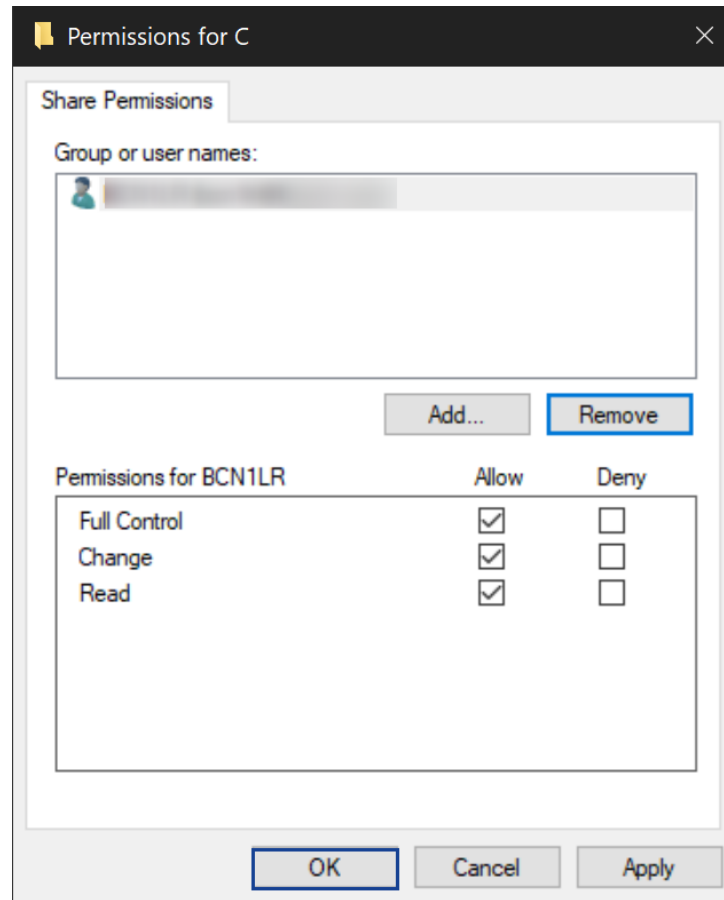 Permissions for C
Share Permissions
Group or user names:
Add...
Remove
Permissions for BCN1LR
Allow
Deny
Full Control
Change
Read
OK
Cancel
Apply